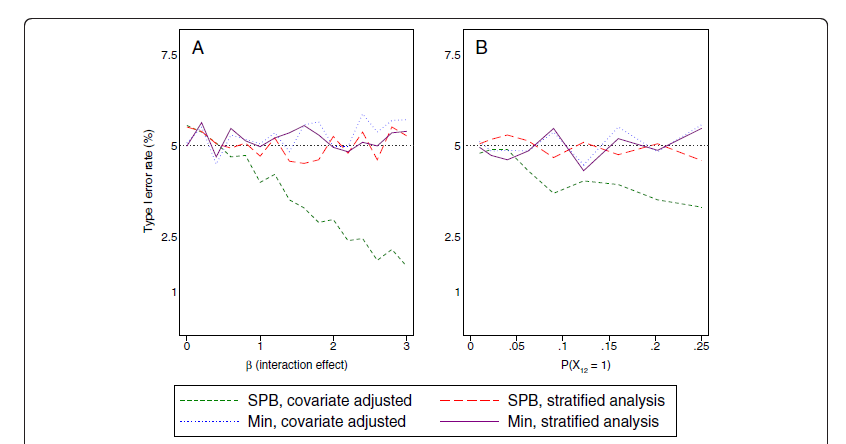 A
B
7.5
5
2.5
1
Type I error rate (%)
0
1
2
3
β (interaction effect)
7.5
5
2.5
1
0
.05
.1
.15
.2
.25
P(X12 = 1)
SPB, covariate adjusted
SPB, stratified analysis
Min, covariate adjusted
Min, stratified analysis